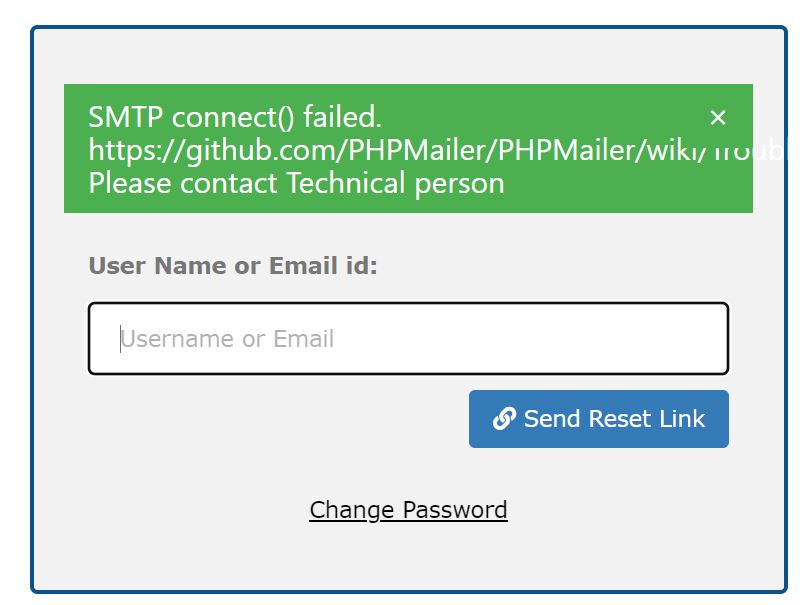 SMTP connect() failed.
×
https://github.com/PHPMailer/PHPMailer/wiki/Troubl
Please contact Technical person
User Name or Email id:
Username or Email
Send Reset Link
Change Password